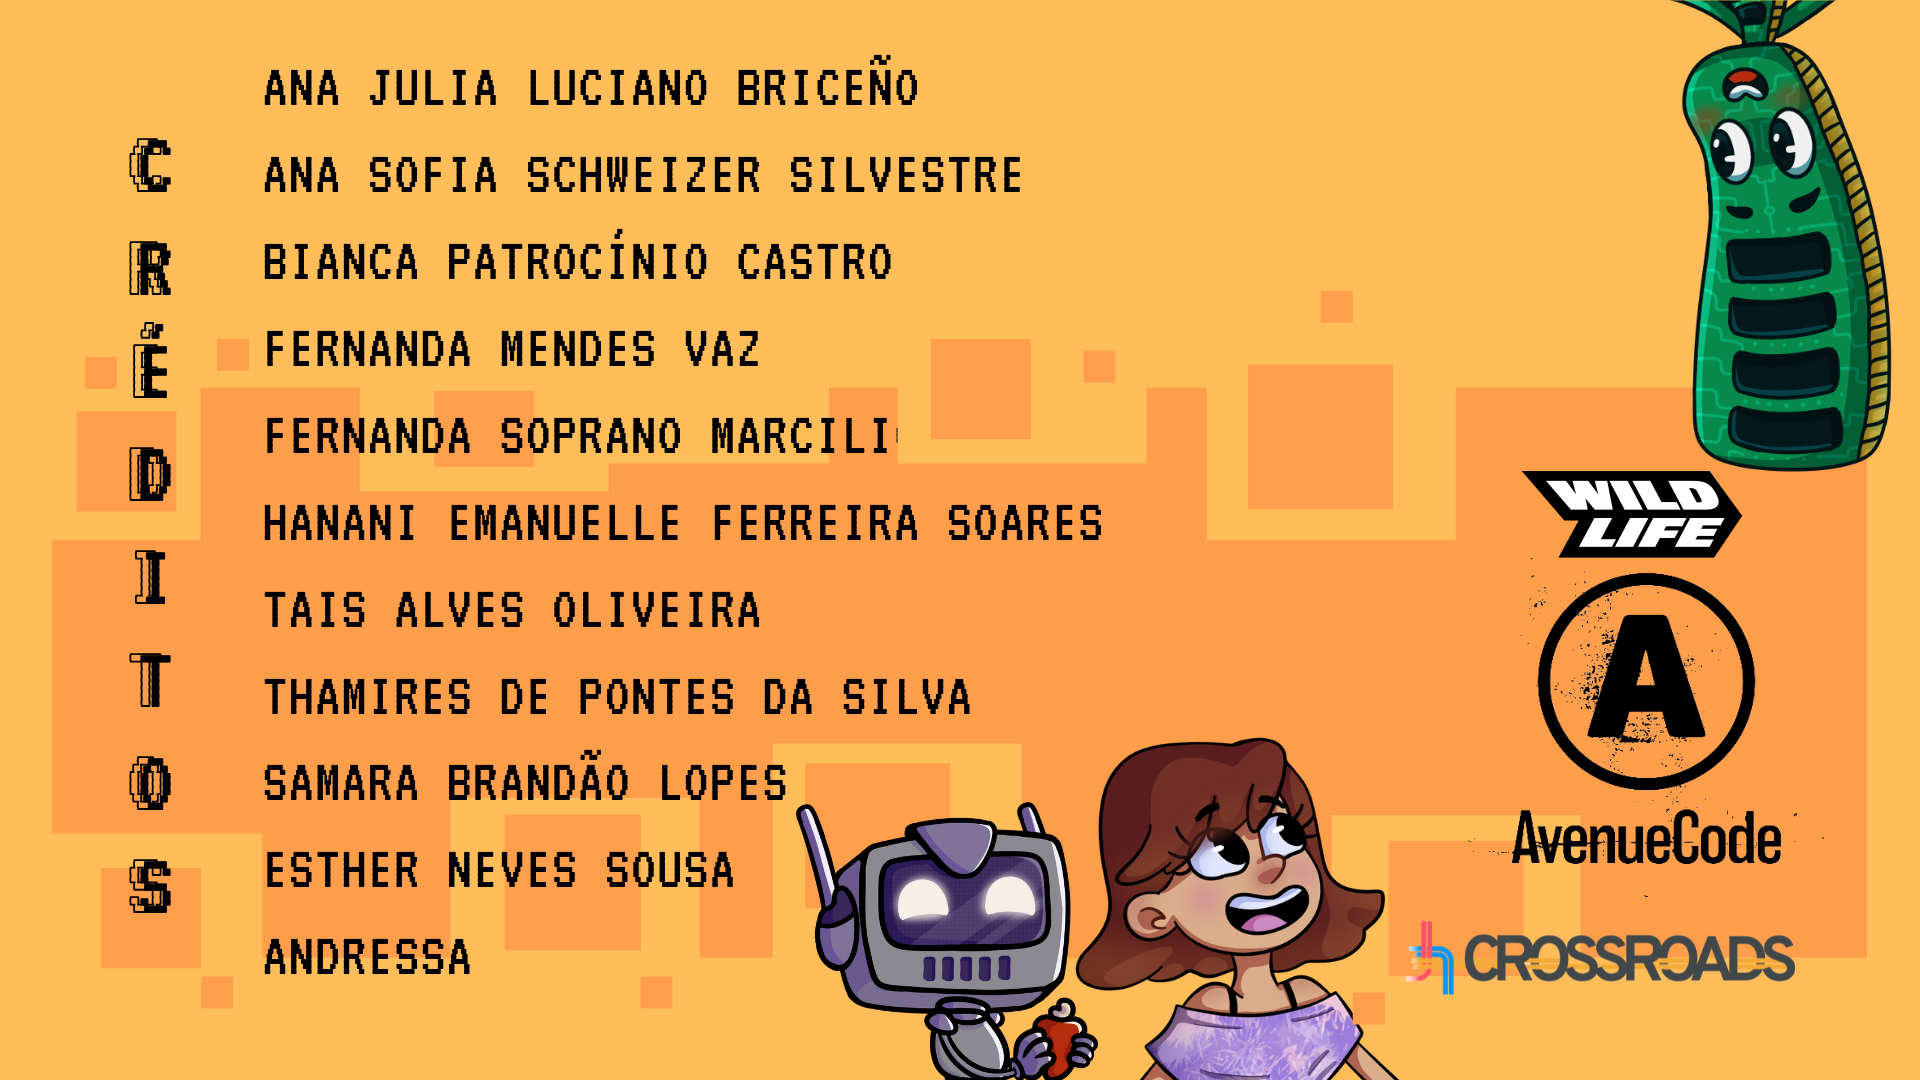 CRÉDITOS
ANA JULIA LUCIANO BRICEÑO
ANA SOFIA SCHWEIZER SILVESTRE
BIANCA PATROCÍNIO CASTRO
FERNANDA MENDES VAZ
FERNANDA SOPRANO MARCILI
HANANI EMANUELLE FERREIRA SOARES
TAIS ALVES OLIVEIRA
THAMIRES DE PONTES DA SILVA
SAMARA BRANDÃO LOPES
ESTHER NEVES SOUSA
ANDRESSA
WILD
LIFE
A
AvenueCode
CROSSROADS